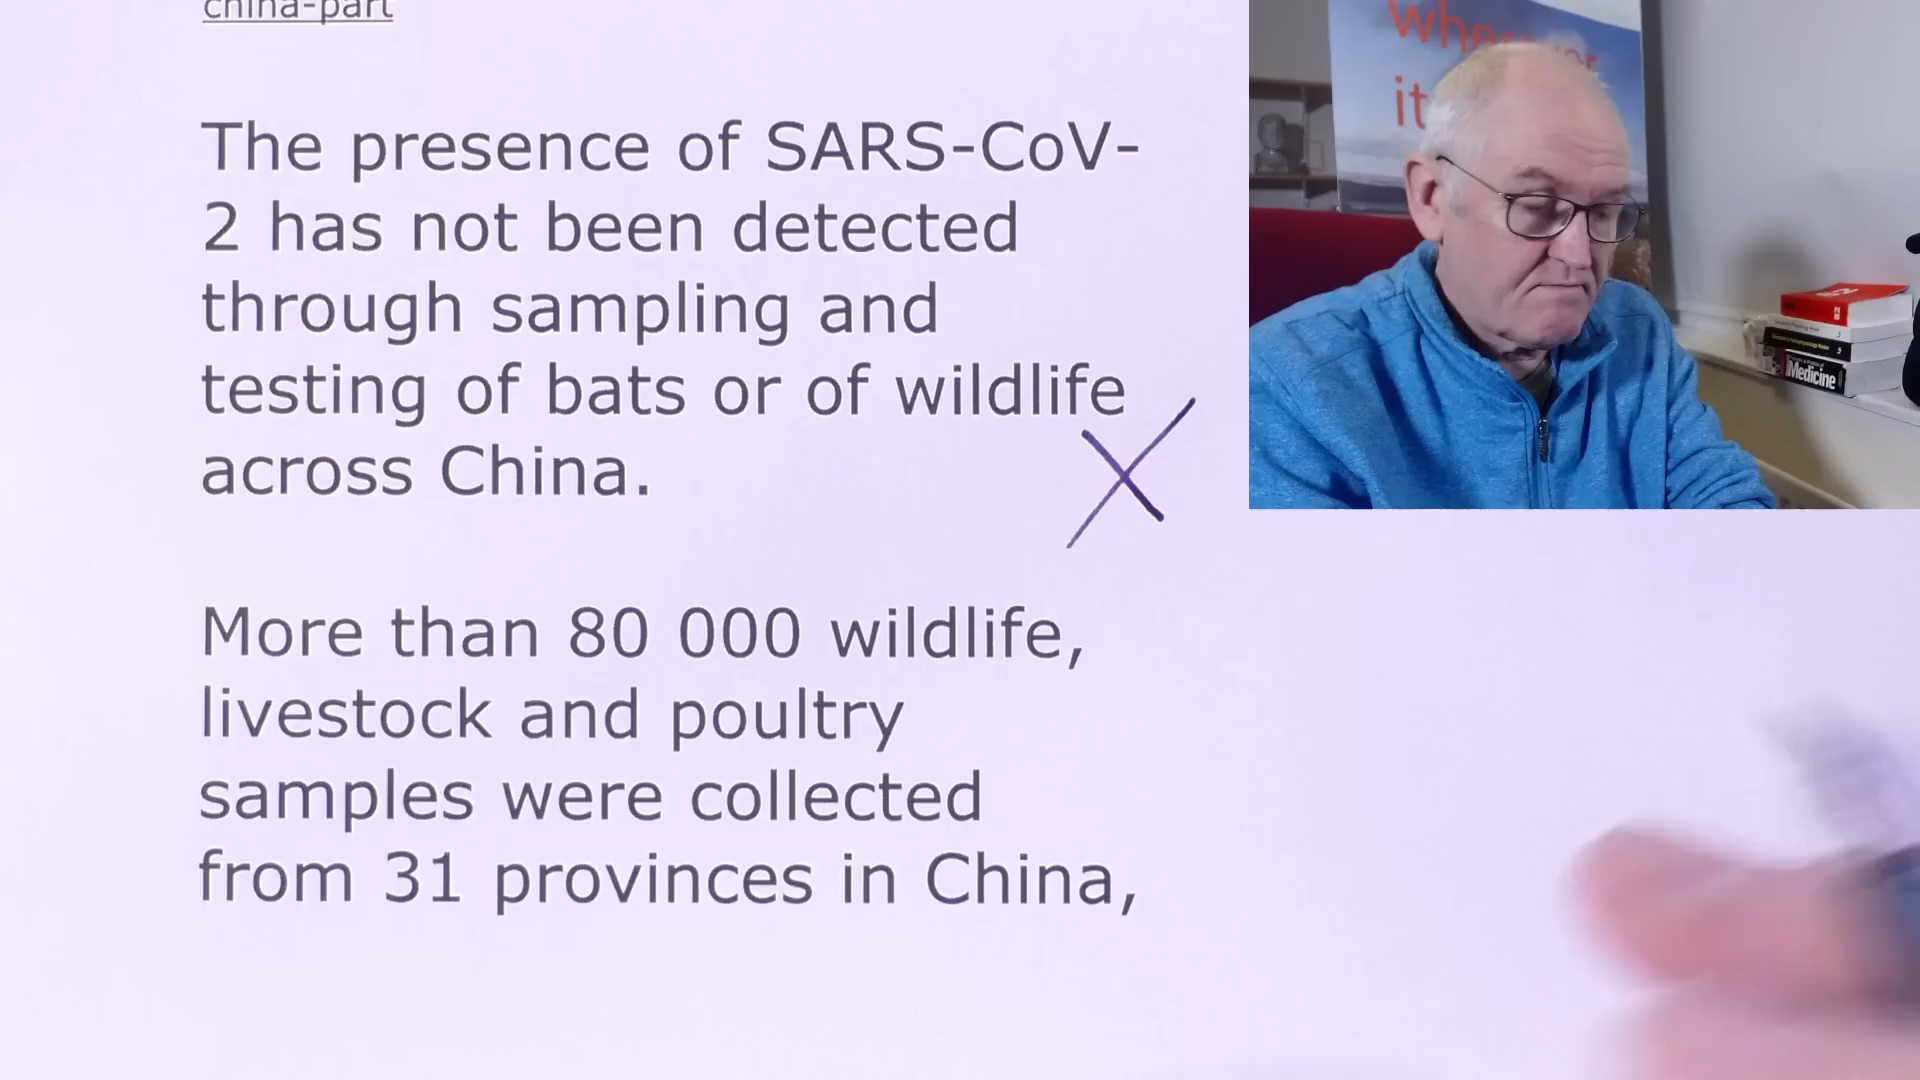 china-part
The presence of SARS-CoV-
2 has not been detected
through sampling and
testing of bats or of wildlife
across China.
More than 80 000 wildlife,
livestock and poultry
samples were collected
from 31 provinces in China,
it
Medicine